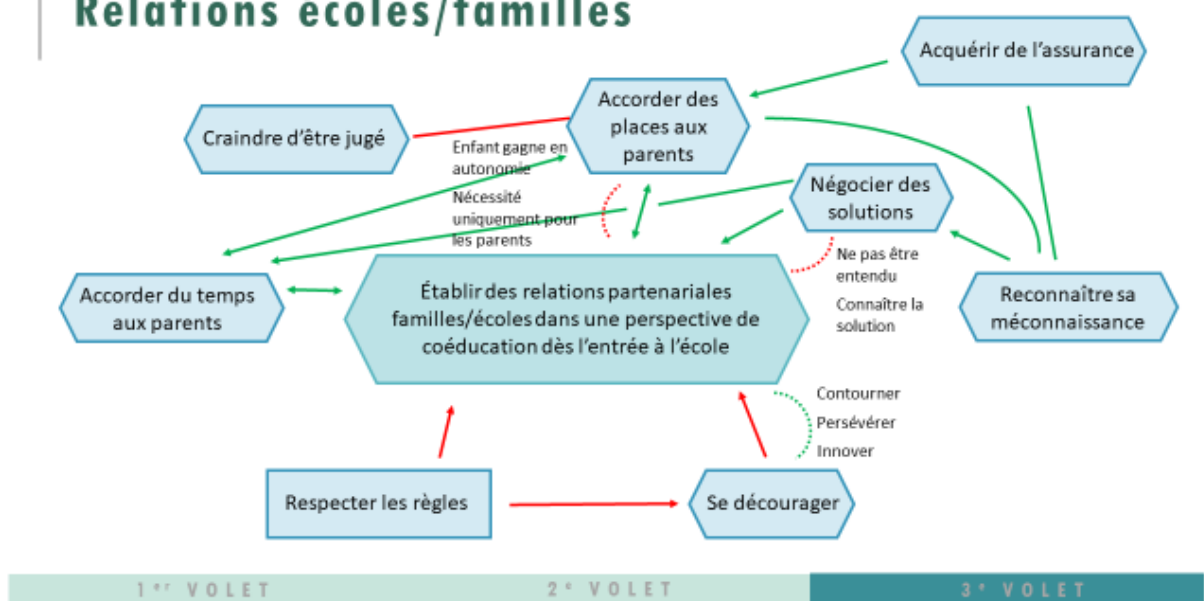 Relations écoles/familles
Acquérir de l'assurance
Accorder des
places aux
parents
Craindre d'être jugé
Enfant gagne en
autonomie
Nécessité
uniquement pour
les parents
Négocier des
solutions
Ne pas être
entendu
Connaître la
solution
Reconnaître sa
méconnaissance
Accorder du temps
aux parents
Établir des relations partenariales
familles/écoles dans une perspective de
coéducation dès l'entrée à l'école
Contourner
Persévérer
Innover
Respecter les règles
Se décourager
1er VOLET
2e VOLET
3e VOLET